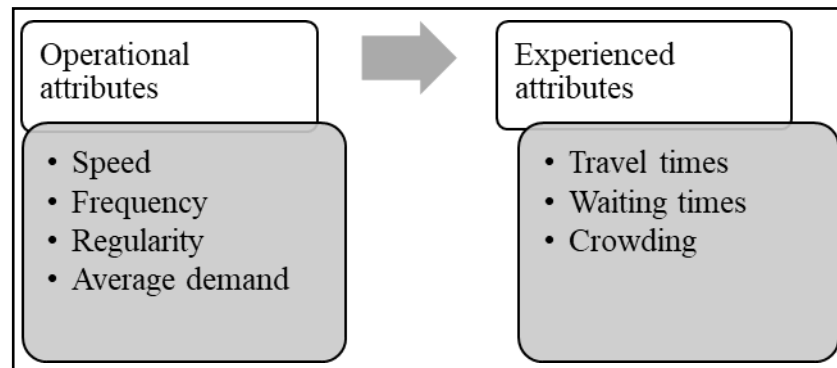 Operational
attributes
• Speed
• Frequency
• Regularity
• Average demand
Experienced
attributes
• Travel times
• Waiting times
• Crowding